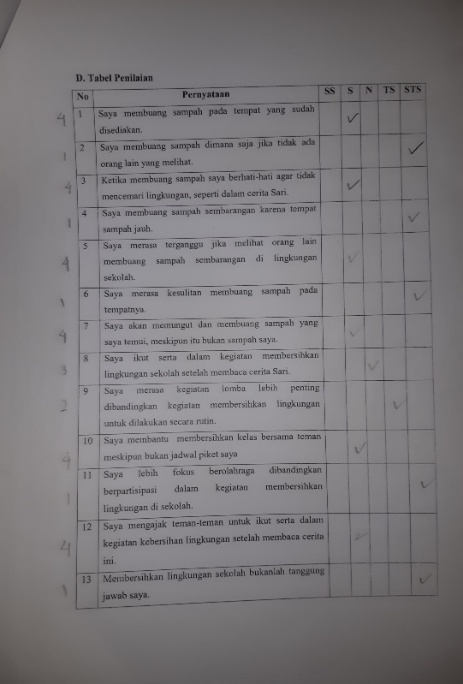 D. Tabel Penilaian
No Pernyataan SS S N TS STS
4 1 Saya membuang sampah pada tempat yang sudah ✓
disediakan.
1 2 Saya membuang sampah dimana saja jika tidak ada ✓
orang lain yang melihat.
4 3 Ketika membuang sampah saya berhati-hati agar tidak ✓
mencemari lingkungan, seperti dalam cerita Sari.
1 4 Saya membuang sampah sembarangan karena tempat ✓
sampah jauh.
4 5 Saya merasa terganggu jika melihat orang lain ✓
membuang sampah sembarangan di lingkungan
sekolah.
1 6 Saya merasa kesulitan membuang sampah pada ✓
tempatnya.
4 7 Saya akan memungut dan membuang sampah yang ✓
saya temui, meskipun itu bukan sampah saya.
3 8 Saya ikut serta dalam kegiatan membersihkan ✓
lingkungan sekolah setelah membaca cerita Sari.
2 9 Saya merasa kegiatan lomba lebih penting ✓
dibandingkan kegiatan membersihkan lingkungan
untuk dilakukan secara rutin.
4 10 Saya membantu membersihkan kelas bersama teman ✓
meskipun bukan jadwal piket saya
1 11 Saya lebih fokus berolahraga dibandingkan ✓
berpartisipasi dalam kegiatan membersihkan
lingkungan di sekolah.
4 12 Saya mengajak teman-teman untuk ikut serta dalam ✓
kegiatan kebersihan lingkungan setelah membaca cerita
ini.
1 13 Membersihkan lingkungan sekolah bukanlah tanggung ✓
jawab saya.